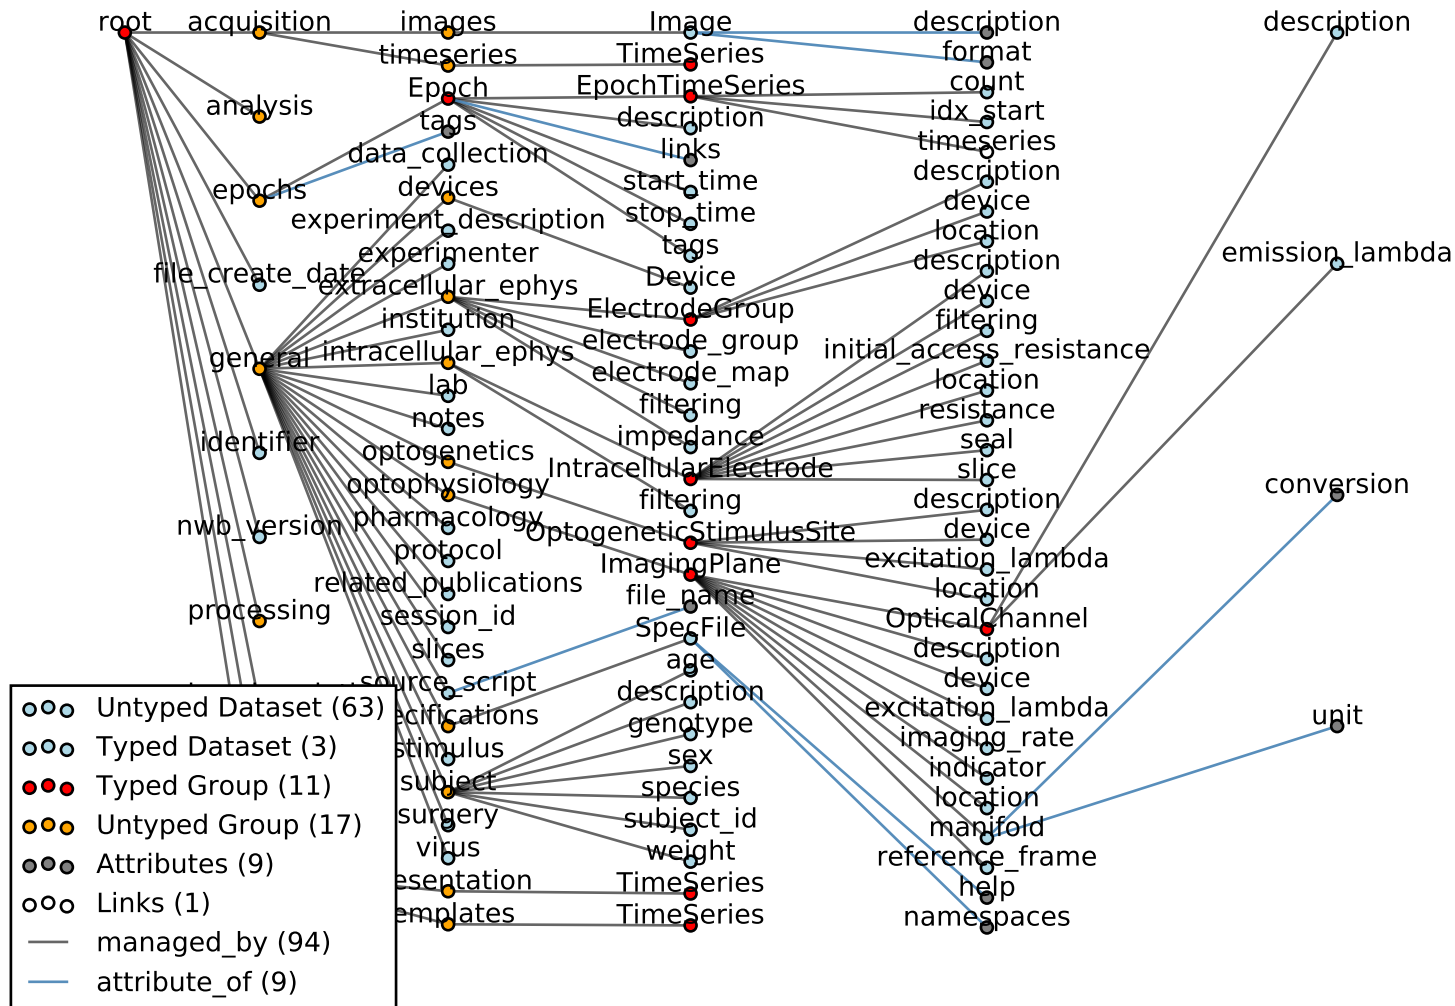 root
acquisition
analysis
epochs
file_create_date
general
identifier
nwb_version
processing
images
timeseries
Epoch
tags
data_collection
devices
experiment_description
experimenter
extracellular_ephys
institution
intracellular_ephys
lab
notes
optogenetics
optophysiology
pharmacology
protocol
related_publications
session_id
slices
source_script
ecifications
stimulus
subject
surgery
virus
esentation
emplates
Image
TimeSeries
EpochTimeSeries
description
links
start_time
stop_time
tags
Device
ElectrodeGroup
electrode_group
electrode_map
filtering
impedance
IntracellularElectrode
filtering
OptogeneticStimulusSite
ImagingPlane
file_name
SpecFile
age
description
genotype
sex
species
subject_id
weight
TimeSeries
TimeSeries
description
format
count
idx_start
timeseries
description
device
location
description
device
filtering
initial_access_resistance
location
resistance
seal
slice
description
device
excitation_lambda
location
OpticalChannel
description
device
excitation_lambda
imaging_rate
indicator
location
manifold
reference_frame
help
namespaces
description
emission_lambda
conversion
unit
Untyped Dataset (63)
Typed Dataset (3)
Typed Group (11)
Untyped Group (17)
Attributes (9)
Links (1)
managed_by (94)
attribute_of (9)